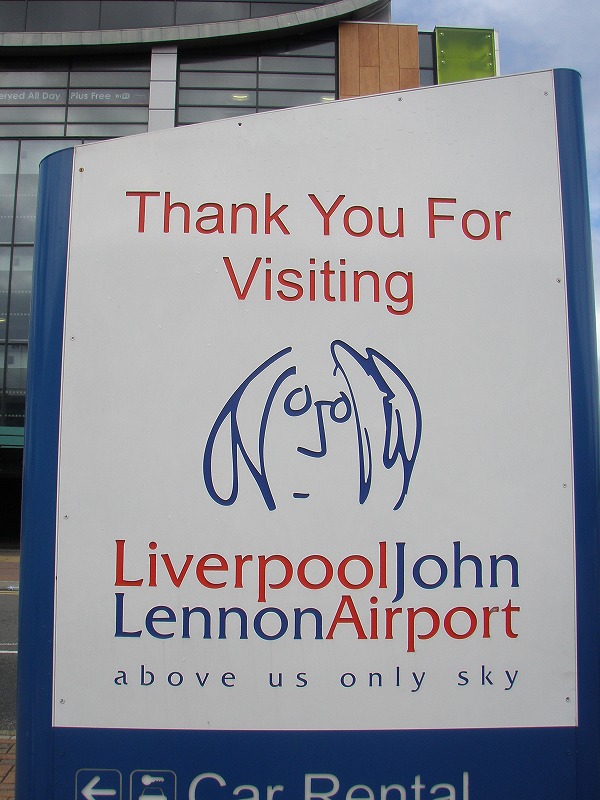 erved All Day Plus Free
Thank You For
Visiting
LiverpoolJohn
LennonAirport
above us only sky
Car Rental